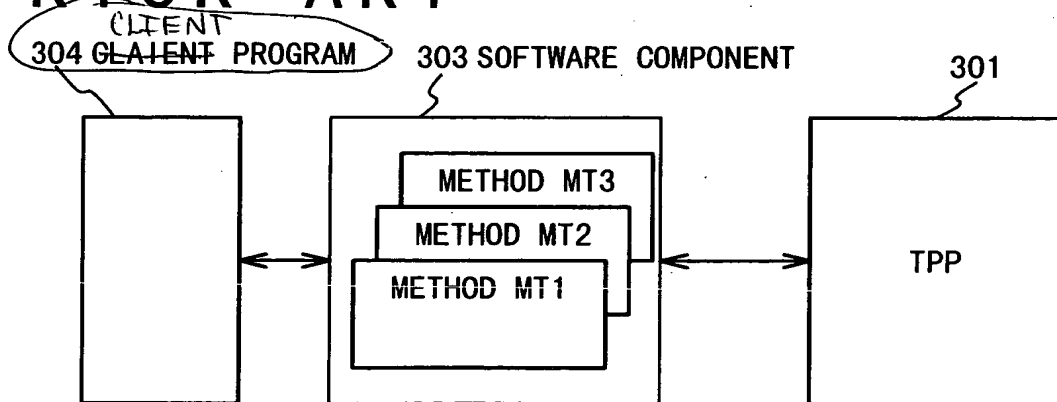 CLIENT
304 GLAIENT PROGRAM
303 SOFTWARE COMPONENT
301
METHOD MT3
METHOD MT2
METHOD MT1
TPP